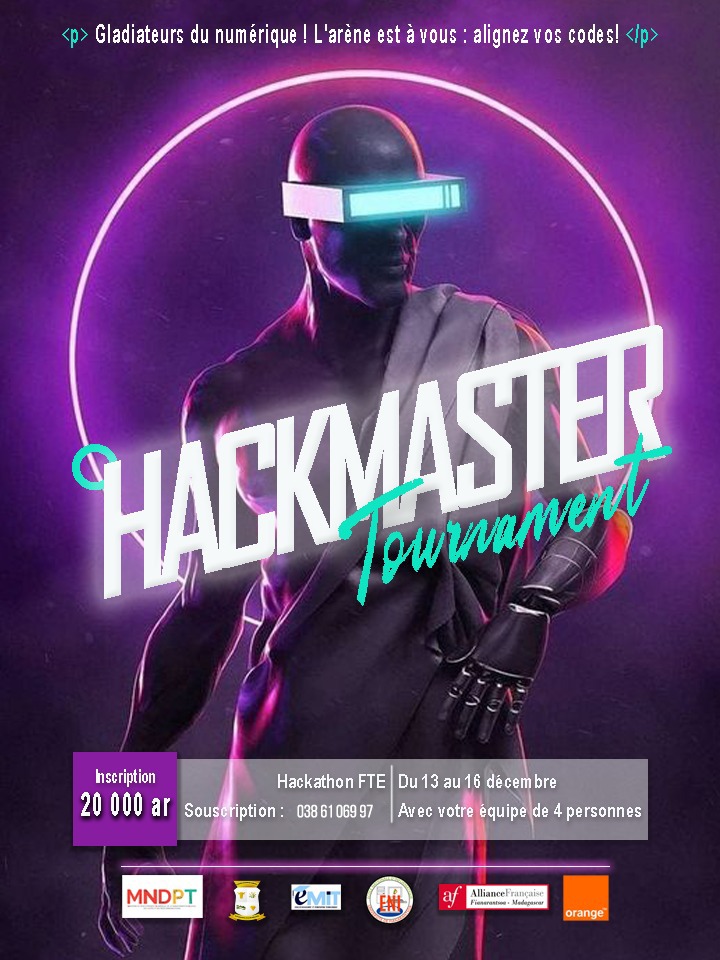 <p> Gladiateurs du numérique ! L'arène est à vous : alignez vos codes! </p>
HACKMASTER
Tournament
Inscription
20 000 ar
Hackathon FTE
Souscription : 038 61 069 97
Du 13 au 16 décembre
Avec votre équipe de 4 personnes
MNDPT
éMiT
ENI
af AllianceFrançaise
Fianarantsoa - Madagascar
orange